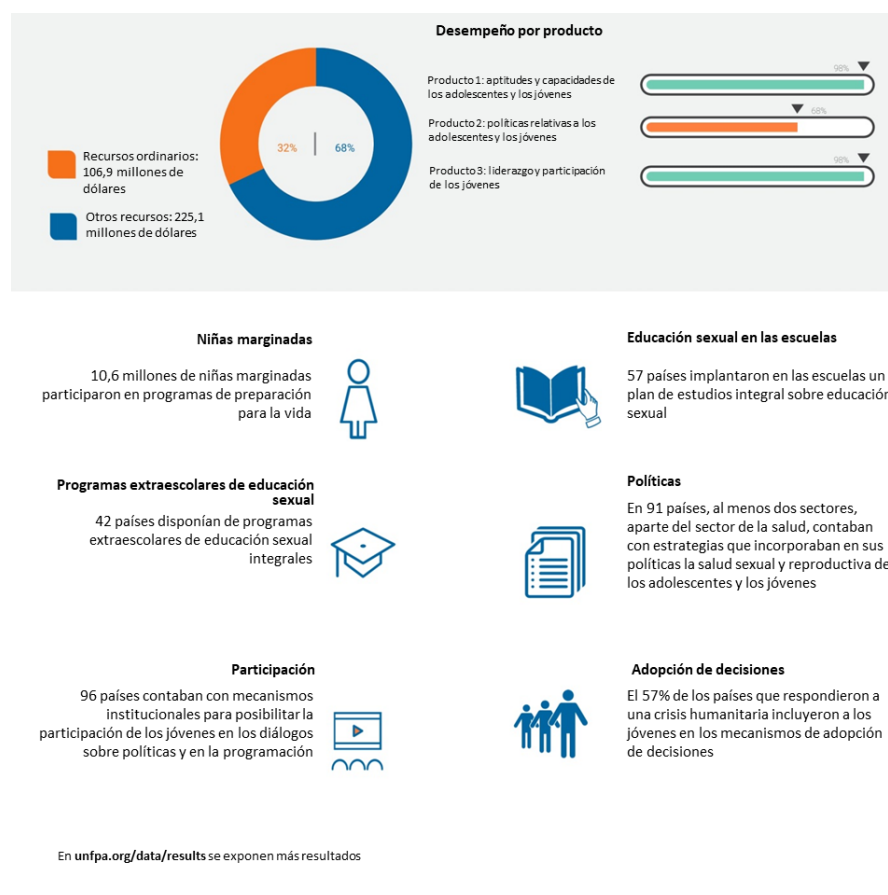 Desempeño por producto
Producto 1: aptitudes y capacidades de
los adolescentes y los jóvenes
98%
Producto 2: políticas relativas a los
adolescentes y los jóvenes
68%
Producto 3: liderazgo y participación
de los jóvenes
98%
32%
68%
Recursos ordinarios:
106,9 millones de
dólares
Otros recursos: 225,1
millones de dólares
Niñas marginadas
10,6 millones de niñas marginadas
participaron en programas de preparación
para la vida
Educación sexual en las escuelas
57 países implantaron en las escuelas un
plan de estudios integral sobre educación
sexual
Programas extraescolares de educación
sexual
42 países disponían de programas
extraescolares de educación sexual
integrales
Políticas
En 91 países, al menos dos sectores,
aparte del sector de la salud, contaban
con estrategias que incorporaban en sus
políticas la salud sexual y reproductiva de
los adolescentes y los jóvenes
Participación
96 países contaban con mecanismos
institucionales para posibilitar la
participación de los jóvenes en los diálogos
sobre políticas y en la programación
Adopción de decisiones
El 57% de los países que respondieron a
una crisis humanitaria incluyeron a los
jóvenes en los mecanismos de adopción
de decisiones
En unfpa.org/data/results se exponen más resultados